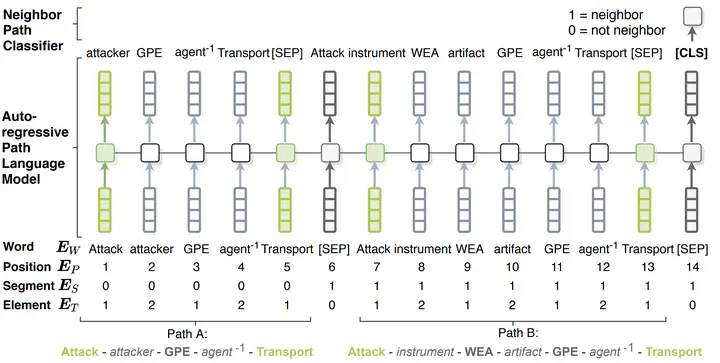 Neighbor Path Classifier
1 = neighbor
0 = not neighbor
attacker GPE agent-1 Transport [SEP] Attack instrument WEA artifact GPE agent-1 Transport [SEP] [CLS]
Auto-regressive Path Language Model
Word E_W Attack attacker GPE agent-1 Transport [SEP] Attack instrument WEA artifact GPE agent-1 Transport [SEP]
Position E_P 1 2 3 4 5 6 7 8 9 10 11 12 13 14
Segment E_S 0 0 0 0 0 1 1 1 1 1 1 1 1 1
Element E_T 1 2 1 2 1 0 1 2 1 2 1 2 1 0
Path A: Path B:
Attack - attacker - GPE - agent -1 - Transport Attack - instrument - WEA - artifact - GPE - agent -1 - Transport